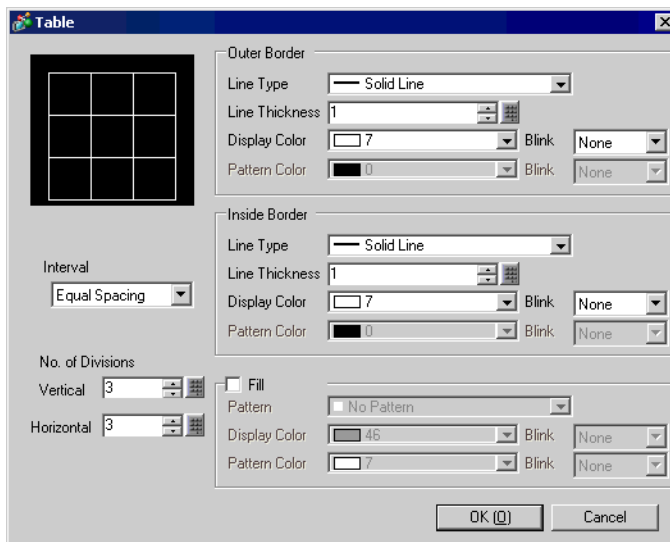 Table
Outer Border
Line Type Solid Line
Line Thickness 1
Display Color 7 Blink None
Pattern Color 0 Blink None
Inside Border
Line Type Solid Line
Line Thickness 1
Display Color 7 Blink None
Pattern Color 0 Blink None
Interval
Equal Spacing
No. of Divisions
Vertical 3
Horizontal 3
Fill
Pattern No Pattern
Display Color 46 Blink None
Pattern Color 7 Blink None
OK (O) Cancel